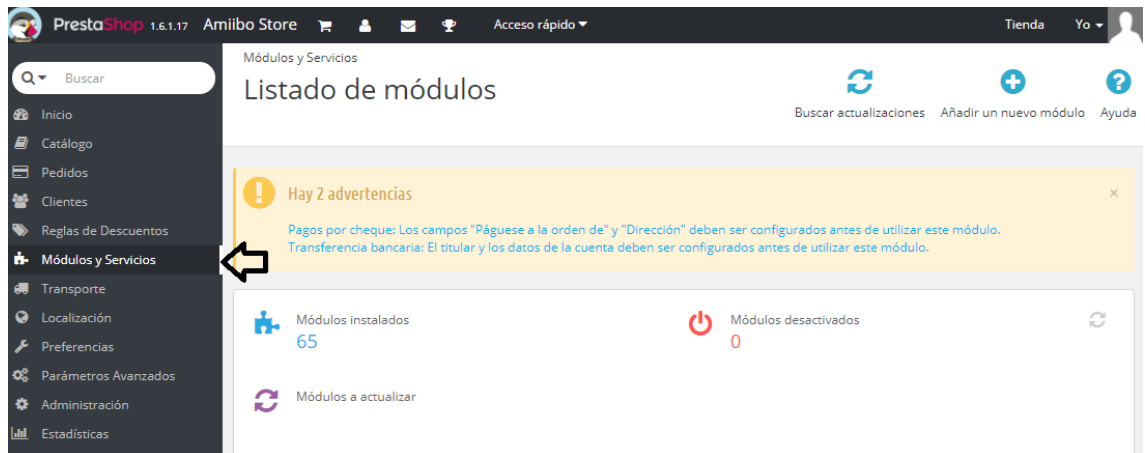 PrestaShop 1.6.1.17 Amiibo Store Acceso rápido Tienda Yo
Buscar
Inicio
Catálogo
Pedidos
Clientes
Reglas de Descuentos
Módulos y Servicios
Transporte
Localización
Preferencias
Parámetros Avanzados
Administración
Estadísticas
Módulos y Servicios
Listado de módulos
Buscar actualizaciones Añadir un nuevo módulo Ayuda
Hay 2 advertencias
Pagos por cheque: Los campos "Páguese a la orden de" y "Dirección" deben ser configurados antes de utilizar este módulo.
Transferencia bancaria: El titular y los datos de la cuenta deben ser configurados antes de utilizar este módulo.
Módulos instalados
65
Módulos desactivados
0
Módulos a actualizar